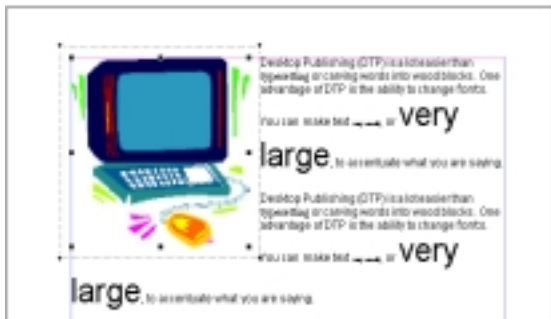 Desktop Publishing (DTP) is a lot easier than
typesetting or carving words into wood blocks. One
advantage of DTP is the ability to change fonts.
You can make text or very
large, to accentuate what you are saying.
Desktop Publishing (DTP) is a lot easier than
typesetting or carving words into wood blocks. One
advantage of DTP is the ability to change fonts.
You can make text or very
large, to accentuate what you are saying.